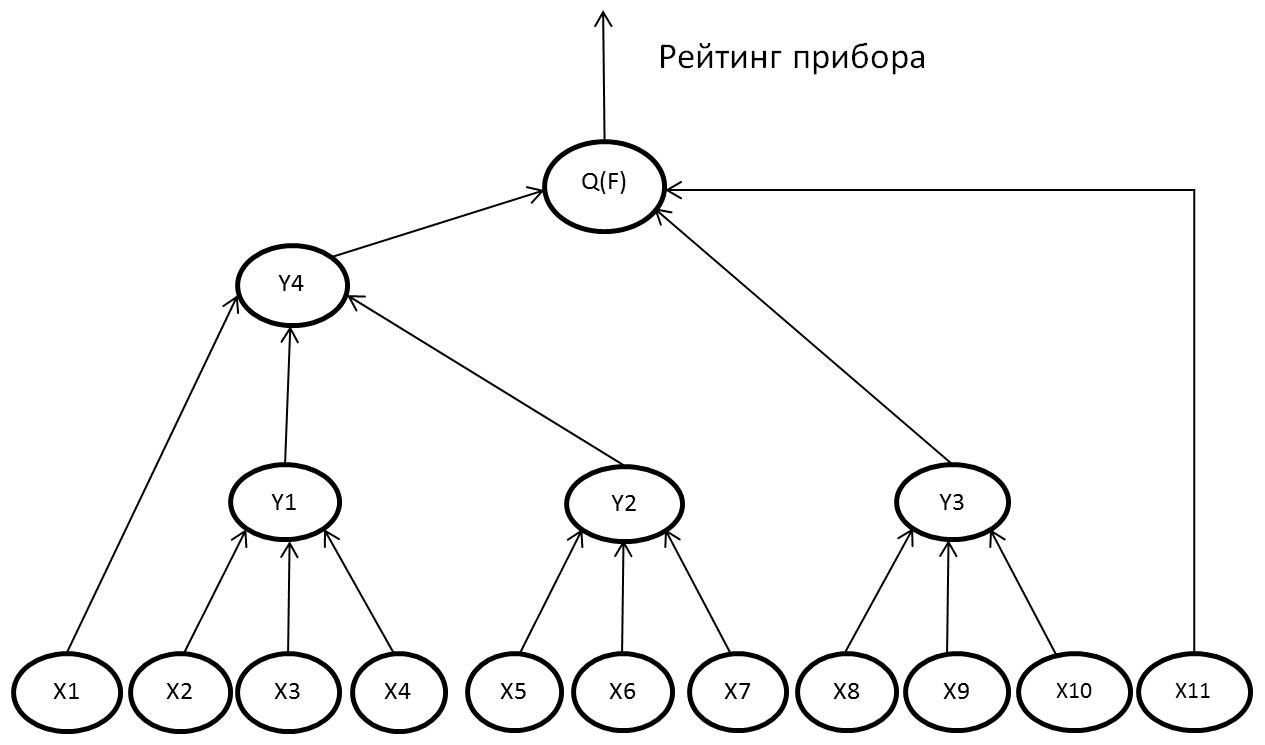 Рейтинг прибора
Q(F)
Y4
Y1
Y2
Y3
X1
X2
X3
X4
X5
X6
X7
X8
X9
X10
X11